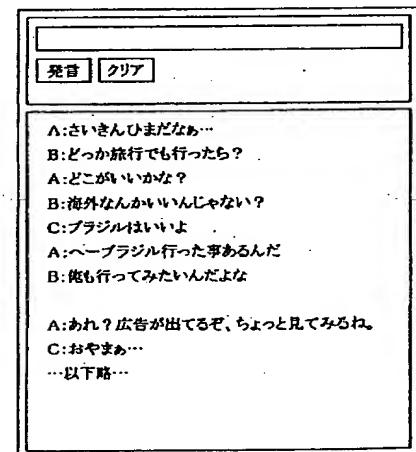 発言 クリア
A:さいきんひまだなぁ…
B:どっか旅行でも行ったら？
A:どこがいいかな？
B:海外なんかいいんじゃない？
C:ブラジルはいいよ
A:へーブラジル行った事あるんだ
B:俺も行ってみたいんだよな
A:あれ？広告が出てるぞ、ちょっと見てみるね。
C:おやまぁ…
…以下略…